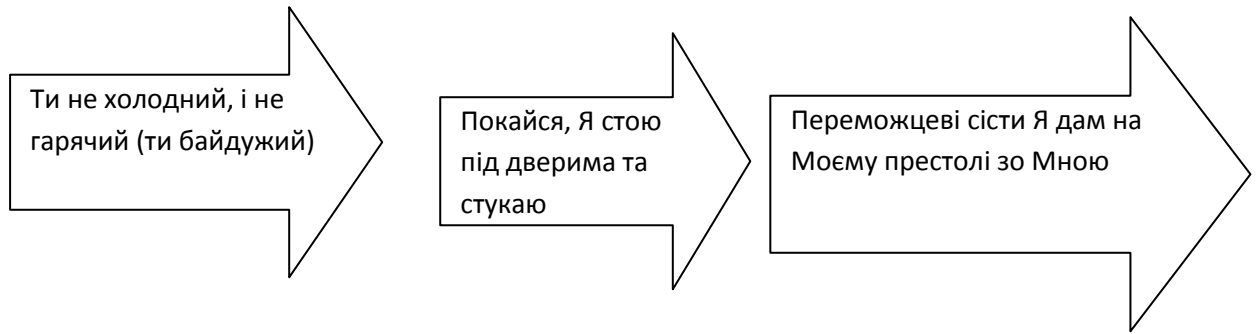 Ти не холодний, і не
гарячий (ти байдужий)
Покайся, Я стою
під дверима та
стукаю
Переможцеві сісти Я дам на
Моєму престолі зо Мною